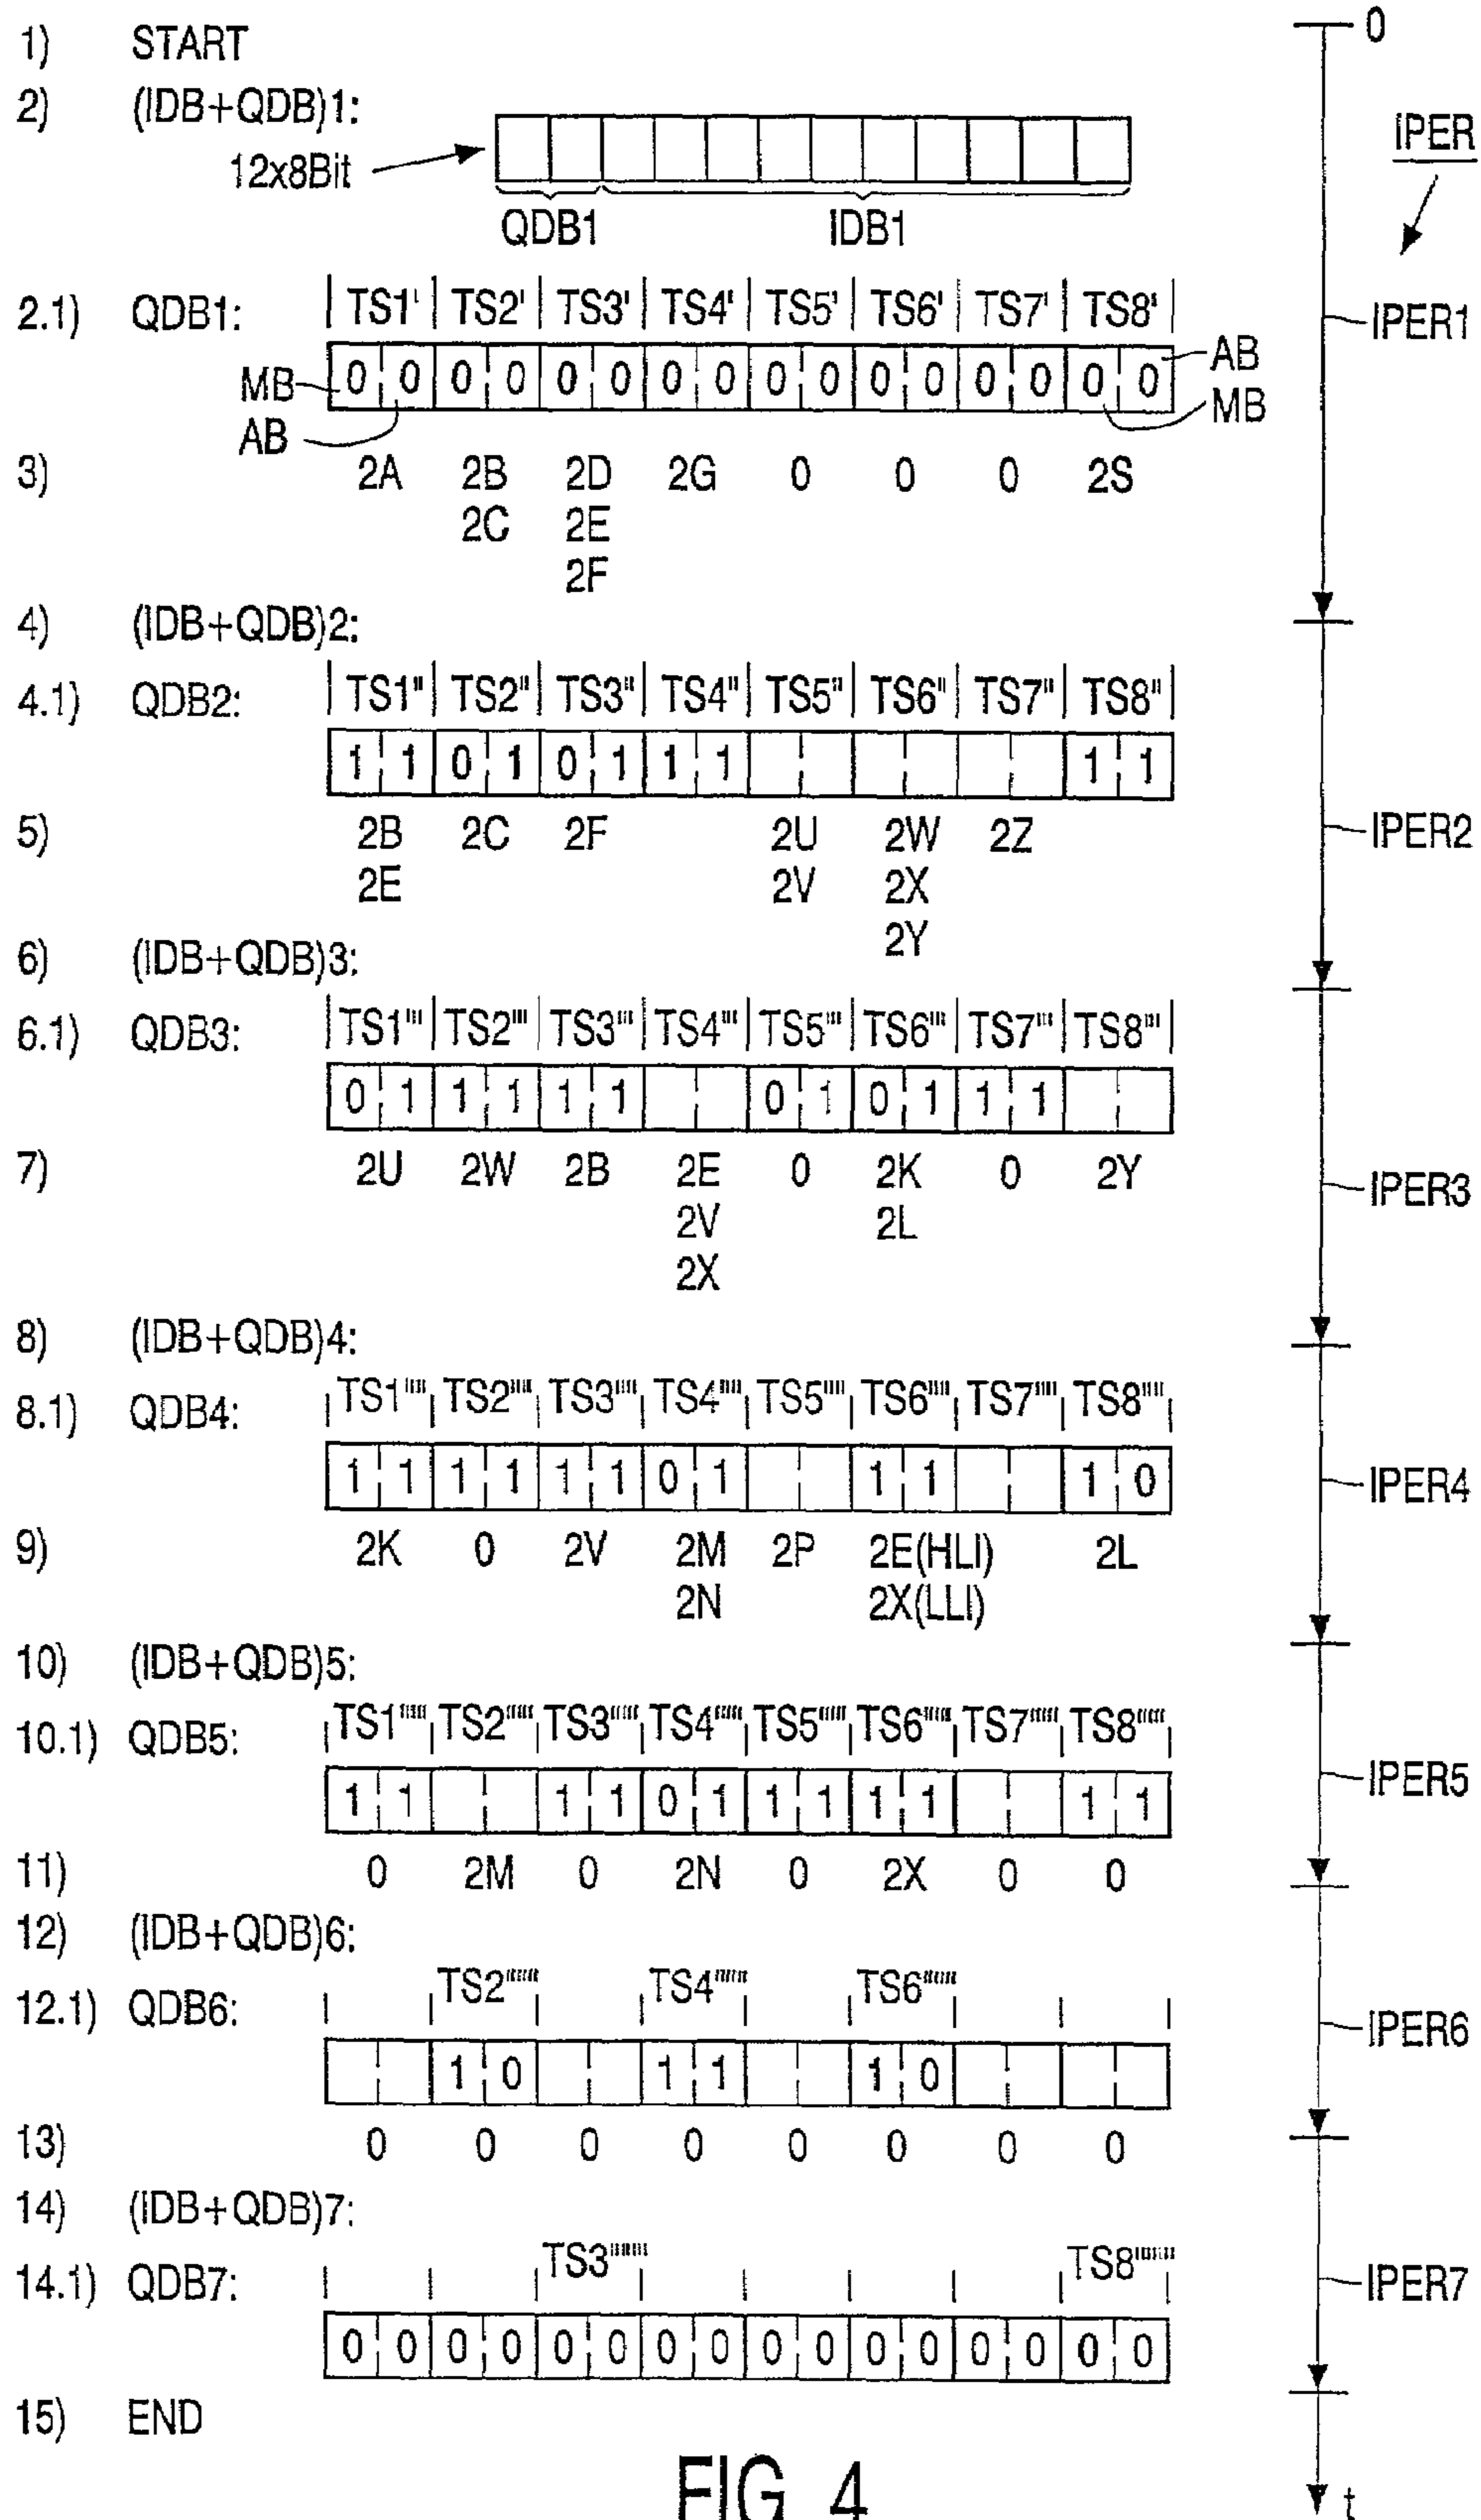 1) START
0
2) (IDB+QDB)1:
IPER
12x8Bit
QDB1 IDB1
2.1) QDB1: TS1' TS2' TS3' TS4' TS5' TS6' TS7' TS8'
IPER1
MB 0 0 0 0 0 0 0 0 0 0 0 0 0 0 0 0 AB
AB MB
3) 2A 2B 2D 2G 0 0 0 2S
2C 2E
2F
4) (IDB+QDB)2:
4.1) QDB2: TS1" TS2" TS3" TS4" TS5" TS6" TS7" TS8"
1 1 0 1 0 1 1 1 1 1
5) 2B 2C 2F 2U 2W 2Z
IPER2
2E 2V 2X
2Y
6) (IDB+QDB)3:
6.1) QDB3: TS1"' TS2"' TS3"' TS4"' TS5"' TS6"' TS7"' TS8"'
0 1 1 1 1 1 0 1 0 1 1 1
7) 2U 2W 2B 2E 0 2K 0 2Y
IPER3
2V 2L
2X
8) (IDB+QDB)4:
8.1) QDB4: TS1"" TS2"" TS3"" TS4"" TS5"" TS6"" TS7"" TS8""
1 1 1 1 1 1 0 1 1 1 1 0
IPER4
9) 2K 0 2V 2M 2P 2E(HLI) 2L
2N 2X(LLI)
10) (IDB+QDB)5:
10.1) QDB5: TS1""' TS2""' TS3""' TS4""' TS5""' TS6""' TS7""' TS8""'
1 1 1 1 0 1 1 1 1 1 1 1
IPER5
11) 0 2M 0 2N 0 2X 0 0
12) (IDB+QDB)6:
12.1) QDB6: TS2""" TS4""" TS6"""
IPER6
1 0 1 1 1 0
13) 0 0 0 0 0 0 0 0
14) (IDB+QDB)7:
14.1) QDB7: TS3"""' TS8"""'
IPER7
0 0 0 0 0 0 0 0 0 0 0 0 0 0 0 0
15) END
FIG. 4
t